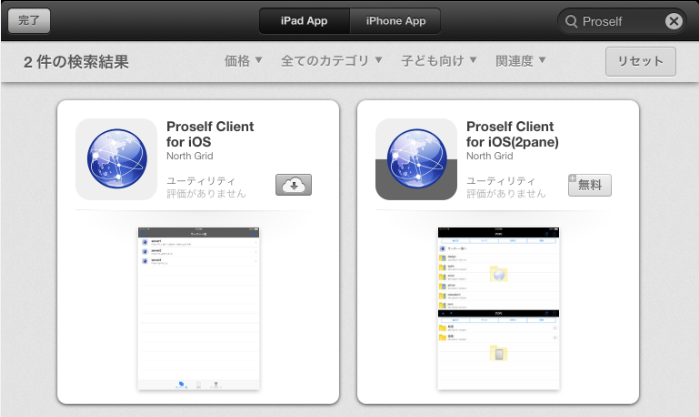 完了
iPad App
iPhone App
Proself
2 件の検索結果
価格 ▼
全てのカテゴリ ▼
子ども向け ▼
関連度 ▼
リセット
Proself Client
for iOS
North Grid
ユーティリティ
評価がありません
Proself Client
for iOS(2pane)
North Grid
ユーティリティ
評価がありません
無料